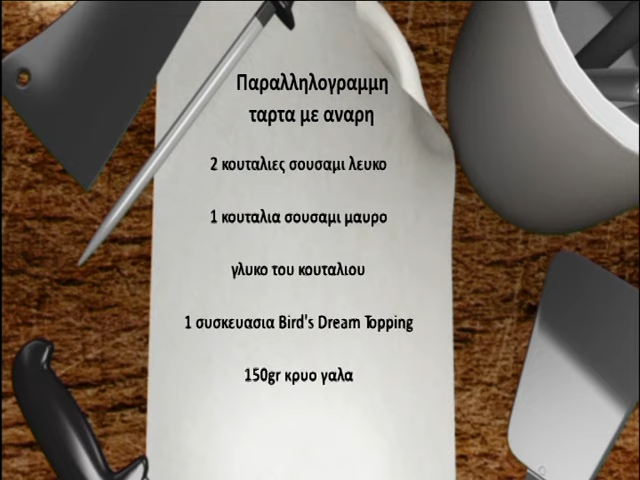 Παραλληλογραμμη
ταρτα με αναρη
2 κουταλιες σουσαμι λευκο
1 κουταλια σουσαμι μαυρο
γλυκο του κουταλιου
1 συσκευασια Bird's Dream Topping
150gr κρυο γαλα